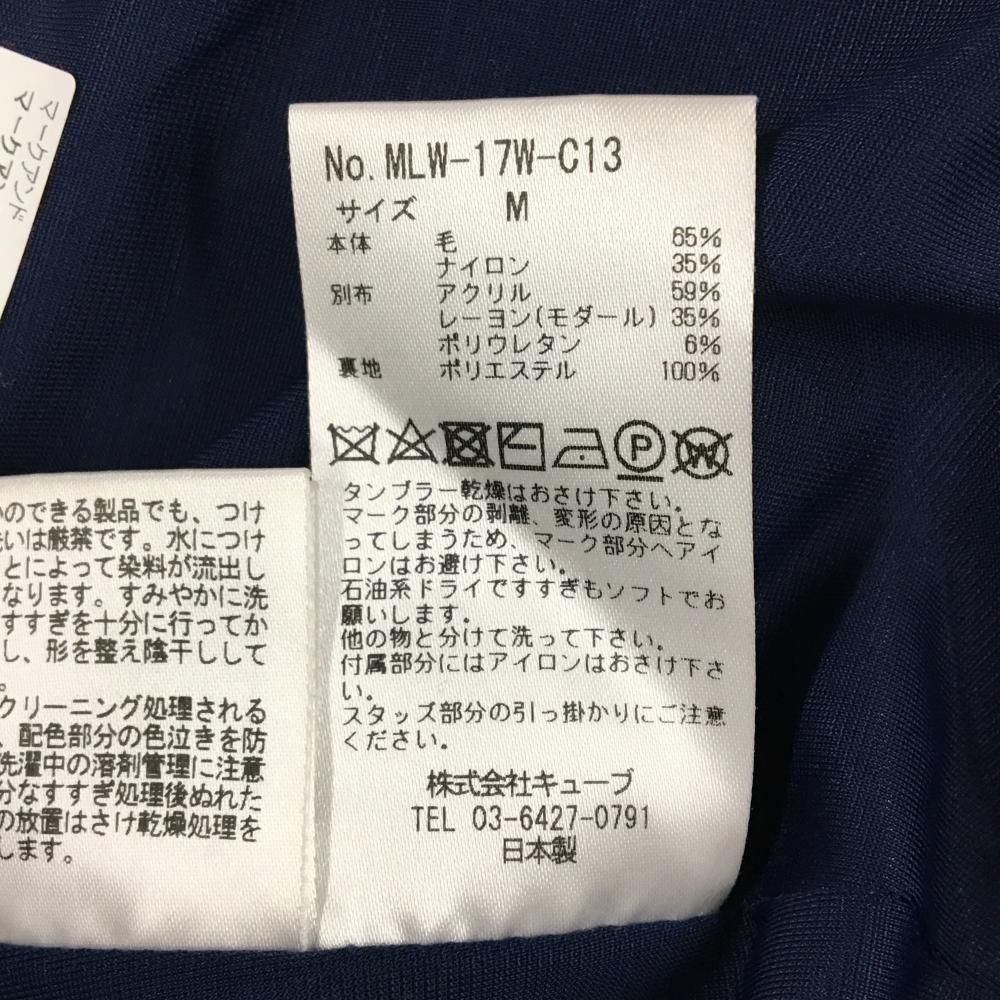 マークアンド
No. MLW-17W-C13
サイズ M
本体 毛 65%
ナイロン 35%
別布 アクリル 59%
レーヨン(モダール) 35%
ポリウレタン 6%
裏地 ポリエステル 100%
P
W
タンブラー乾燥はおさけ下さい。
マーク部分の剥離、変形の原因とな
ってしまうため、マーク部分へアイ
ロンはお避け下さい。
石油系ドライですすぎもソフトでお
願いします。
他の物と分けて洗って下さい。
付属部分にはアイロンはおさけ下さ
い。
スタッズ部分の引っ掛かりにご注意
ください。
株式会社キューブ
TEL 03-6427-0791
日本製
のできる製品でも、つけ
洗いは厳禁です。水につけ
とによって染料が流出し
なります。すみやかに洗
すすぎを十分に行ってか
し、形を整え陰干しして
。
クリーニング処理される
、配色部分の色泣きを防
洗濯中の溶剤管理に注意
分なすすぎ処理後ぬれた
の放置はさけ乾燥処理を
します。